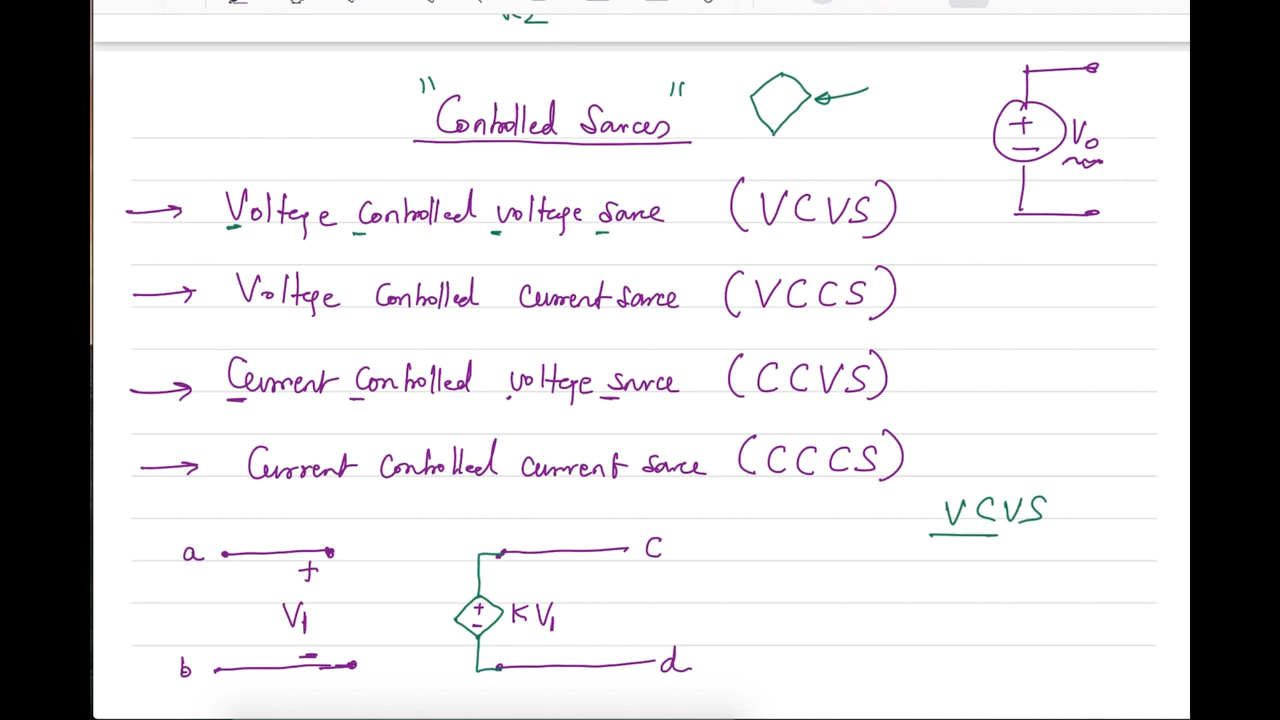 "Controlled Sources"
+
-
V₀
→ Voltage Controlled voltage source (VCVS)
→ Voltage Controlled current source (VCCS)
→ Current Controlled voltage source (CCVS)
→ Current Controlled current source (CCCS)
VCVS
a
+
C
V₁
+
-
KV₁
b
-
d